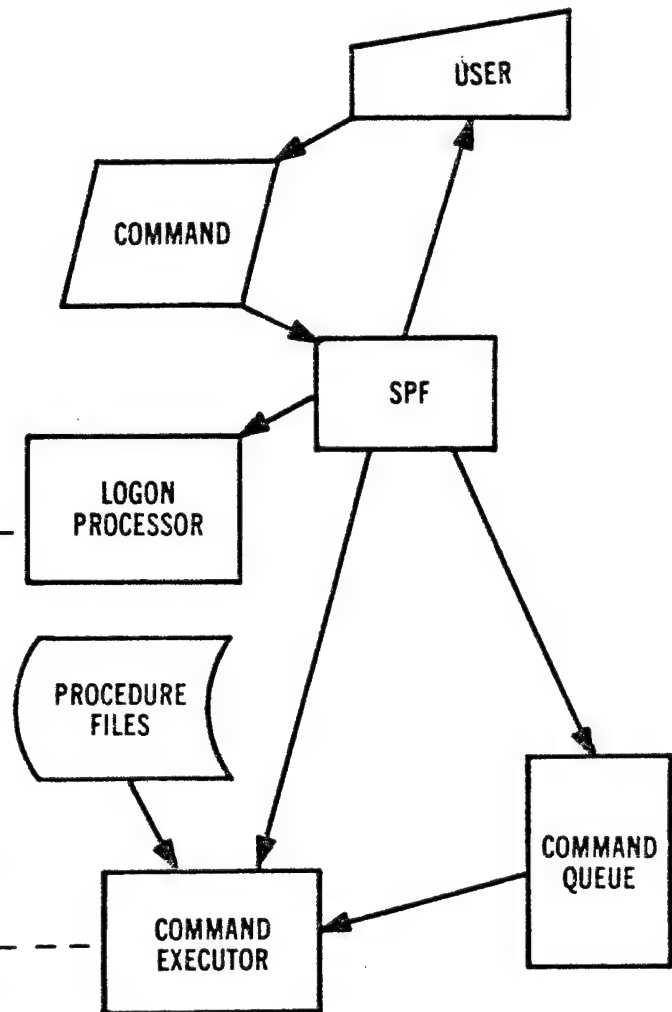 USER
COMMAND
SPF
LOGON
PROCESSOR
PROCEDURE
FILES
COMMAND
QUEUE
COMMAND
EXECUTOR